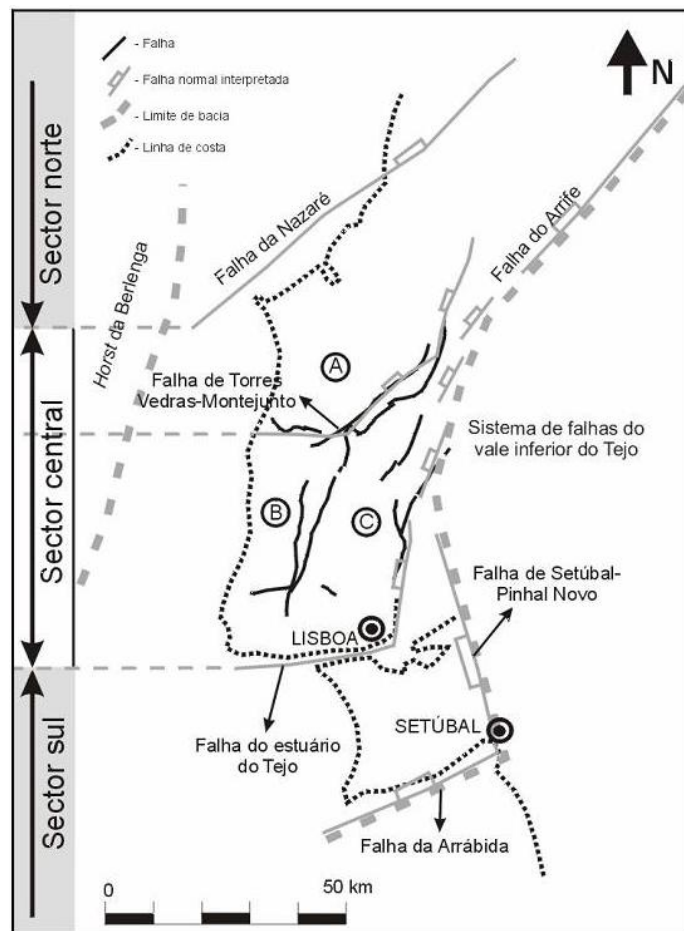 - Falha
- Falha normal interpretada
- Limite de bacia
- Linha de costa
N
Sector norte
Sector central
Sector sul
Horst da Berlenga
Falha da Nazaré
Falha do Arrife
A
Falha de Torres
Vedras-Montejunto
Sistema de falhas do
vale inferior do Tejo
B
C
Falha de Setúbal-
Pinhal Novo
LISBOA
SETÚBAL
Falha do estuário
do Tejo
Falha da Arrábida
0
50 km